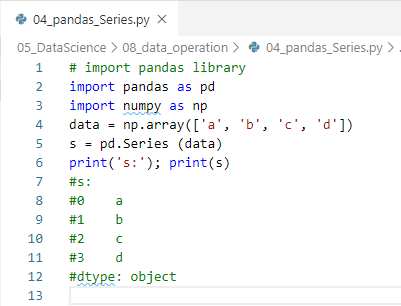 04_pandas_Series.py ×
05_DataScience > 08_data_operation > 04_pandas_Series.py > .
1 # import pandas library
2 import pandas as pd
3 import numpy as np
4 data = np.array(['a', 'b', 'c', 'd'])
5 s = pd.Series (data)
6 print('s:'); print(s)
7 #s:
8 #0    a
9 #1    b
10 #2    c
11 #3    d
12 #dtype: object
13